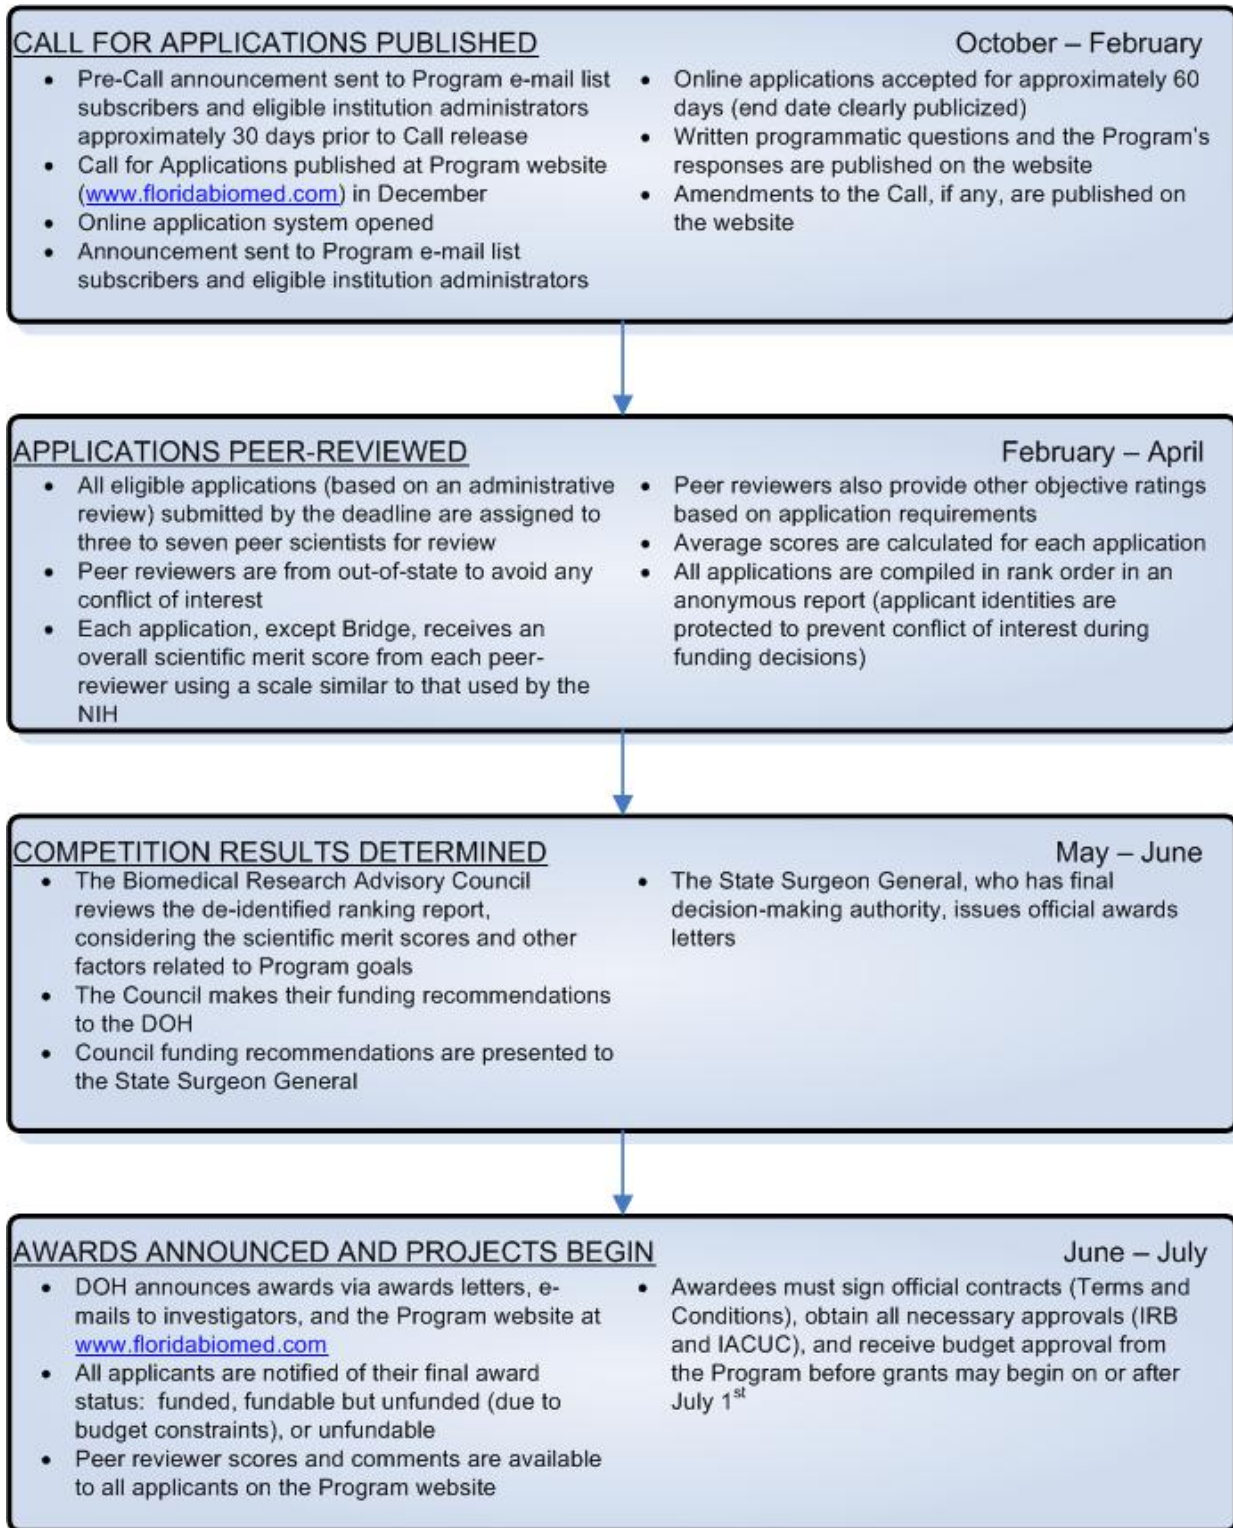 CALL FOR APPLICATIONS PUBLISHED
October – February
• Pre-Call announcement sent to Program e-mail list
subscribers and eligible institution administrators
approximately 30 days prior to Call release
• Call for Applications published at Program website
(www.floridabiomed.com) in December
• Online application system opened
• Announcement sent to Program e-mail list
subscribers and eligible institution administrators
• Online applications accepted for approximately 60
days (end date clearly publicized)
• Written programmatic questions and the Program's
responses are published on the website
• Amendments to the Call, if any, are published on
the website
APPLICATIONS PEER-REVIEWED
February – April
• All eligible applications (based on an administrative
review) submitted by the deadline are assigned to
three to seven peer scientists for review
• Peer reviewers are from out-of-state to avoid any
conflict of interest
• Each application, except Bridge, receives an
overall scientific merit score from each peer-
reviewer using a scale similar to that used by the
NIH
• Peer reviewers also provide other objective ratings
based on application requirements
• Average scores are calculated for each application
• All applications are compiled in rank order in an
anonymous report (applicant identities are
protected to prevent conflict of interest during
funding decisions)
COMPETITION RESULTS DETERMINED
May – June
• The Biomedical Research Advisory Council
reviews the de-identified ranking report,
considering the scientific merit scores and other
factors related to Program goals
• The Council makes their funding recommendations
to the DOH
• Council funding recommendations are presented to
the State Surgeon General
• The State Surgeon General, who has final
decision-making authority, issues official awards
letters
AWARDS ANNOUNCED AND PROJECTS BEGIN
June – July
• DOH announces awards via awards letters, e-
mails to investigators, and the Program website at
www.floridabiomed.com
• All applicants are notified of their final award
status:  funded, fundable but unfunded (due to
budget constraints), or unfundable
• Peer reviewer scores and comments are available
to all applicants on the Program website
• Awardees must sign official contracts (Terms and
Conditions), obtain all necessary approvals (IRB
and IACUC), and receive budget approval from
the Program before grants may begin on or after
July 1st